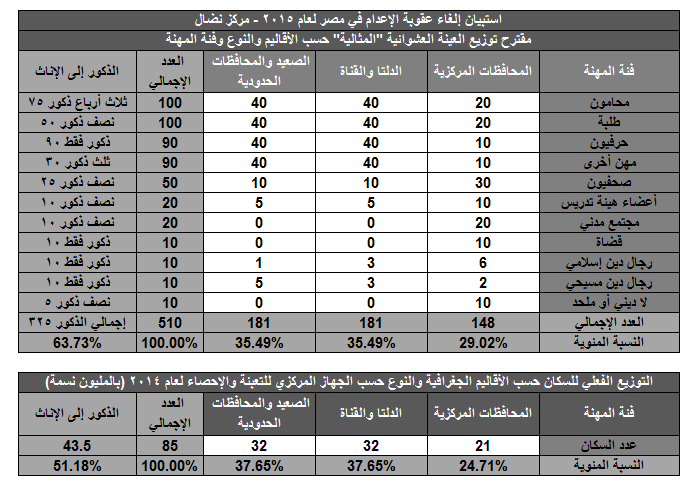 استبيان إلغاء عقوبة الإعدام في مصر لعام ٢٠١٥ - مركز نضال
مقترح توزيع العينة العشوائية "المثالية" حسب الأقاليم والنوع وفئة المهنة
فئة المهنة المحافظات المركزية الدلتا والقناة الصعيد والمحافظات الحدودية العدد الإجمالي الذكور إلى الإناث
محامون 20 40 40 100 ثلاث أرباع ذكور ٧٥
طلبة 20 40 40 100 نصف ذكور ٥٠
حرفيون 10 40 40 90 ذكور فقط ٩٠
مهن أخرى 10 40 40 90 ثلث ذكور ٣٠
صحفيون 30 10 10 50 نصف ذكور ٢٥
أعضاء هيئة تدريس 10 5 5 20 نصف ذكور ١٠
مجتمع مدني 20 0 0 20 نصف ذكور ١٠
قضاة 10 0 0 10 ذكور فقط ١٠
رجال دين إسلامي 6 3 1 10 ذكور فقط ١٠
رجال دين مسيحي 2 3 5 10 ذكور فقط ١٠
لا ديني أو ملحد 10 0 0 10 نصف ذكور ٥
العدد الإجمالي 148 181 181 510 إجمالي الذكور ٣٢٥
النسبة المئوية 29.02% 35.49% 35.49% 100.00% 63.73%
التوزيع الفعلي للسكان حسب الأقاليم الجغرافية والنوع حسب الجهاز المركزي للتعبئة والإحصاء لعام ٢٠١٤ (بالمليون نسمة)
فئة المهنة المحافظات المركزية الدلتا والقناة الصعيد والمحافظات الحدودية العدد الإجمالي الذكور إلى الإناث
عدد السكان 21 32 32 85 43.5
النسبة المئوية 24.71% 37.65% 37.65% 100.00% 51.18%